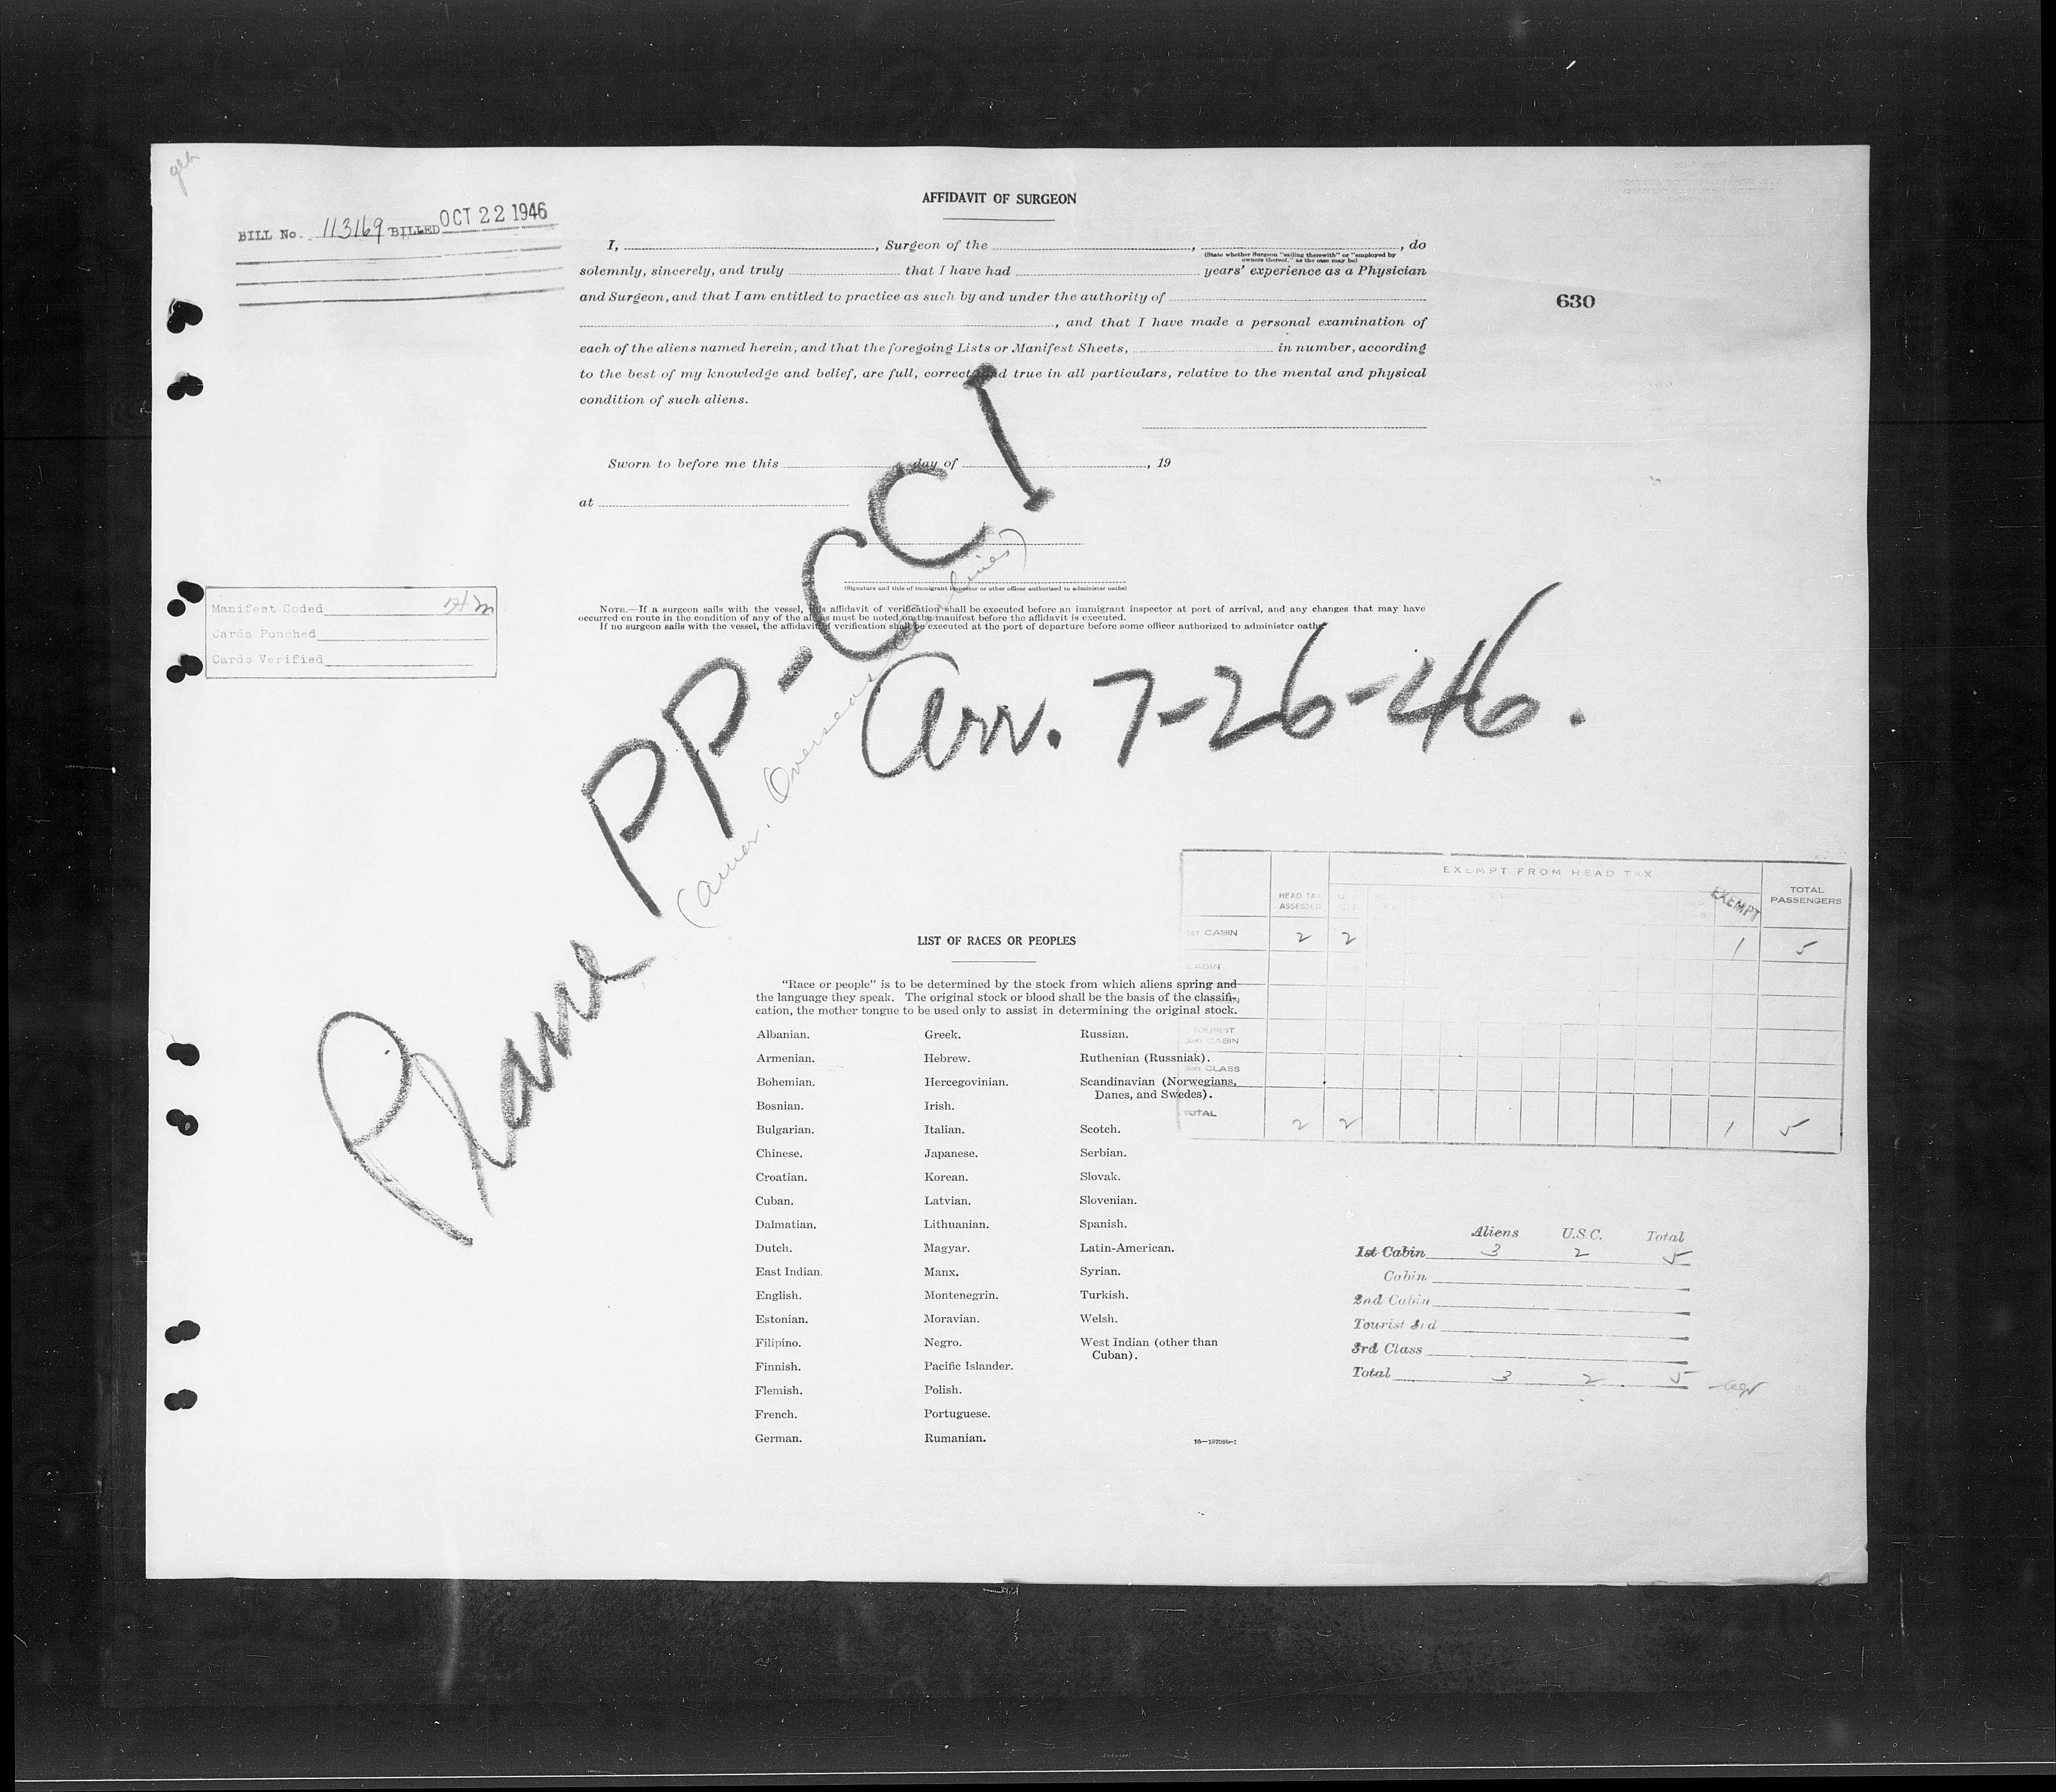 AFFIDAVIT OF SURGEON
BILL No. 113169 BILLED OCT 22 1946
I, , Surgeon of the , , do
(State whether Surgeon "sailing therewith" or "employed by
owners thereof," as the case may be)
solemnly, sincerely, and truly that I have had years' experience as a Physician
and Surgeon, and that I am entitled to practice as such by and under the authority of
630
, and that I have made a personal examination of
each of the aliens named herein, and that the foregoing Lists or Manifest Sheets, in number, according
to the best of my knowledge and belief, are full, correct, and true in all particulars, relative to the mental and physical
condition of such aliens.
Sworn to before me this day of , 19
at
(Signature and title of immigrant inspector or other officer authorized to administer oaths)
NOTE.—If a surgeon sails with the vessel, this affidavit of verification shall be executed before an immigrant inspector at port of arrival, and any changes that may have
occurred en route in the condition of any of the aliens must be noted on the manifest before the affidavit is executed.
If no surgeon sails with the vessel, the affidavit of verification shall be executed at the port of departure before some officer authorized to administer oaths.
Manifest Coded
Cards Punched
Cards Verified
Plane PP-CCI
(Amer. Overseas Airlines)
Arr. 7-26-46.
EXEMPT FROM HEAD TAX
HEAD TAX
ASSESSED
EXEMPT
TOTAL
PASSENGERS
1ST CABIN 2 2 1 5
CABIN
TOURIST
3RD CABIN
3RD CLASS
TOTAL 2 2 1 5
LIST OF RACES OR PEOPLES
"Race or people" is to be determined by the stock from which aliens spring and
the language they speak. The original stock or blood shall be the basis of the classifi-
cation, the mother tongue to be used only to assist in determining the original stock.
Albanian.
Armenian.
Bohemian.
Bosnian.
Bulgarian.
Chinese.
Croatian.
Cuban.
Dalmatian.
Dutch.
East Indian.
English.
Estonian.
Filipino.
Finnish.
Flemish.
French.
German.
Greek.
Hebrew.
Hercegovinian.
Irish.
Italian.
Japanese.
Korean.
Latvian.
Lithuanian.
Magyar.
Manx.
Montenegrin.
Moravian.
Negro.
Pacific Islander.
Polish.
Portuguese.
Rumanian.
Russian.
Ruthenian (Russniak).
Scandinavian (Norwegians,
Danes, and Swedes).
Scotch.
Serbian.
Slovak.
Slovenian.
Spanish.
Latin-American.
Syrian.
Turkish.
Welsh.
West Indian (other than
Cuban).
Aliens U.S.C. Total
1st Cabin 3 2 5
Cabin
2nd Cabin
Tourist 3rd
3rd Class
Total 3 2 5